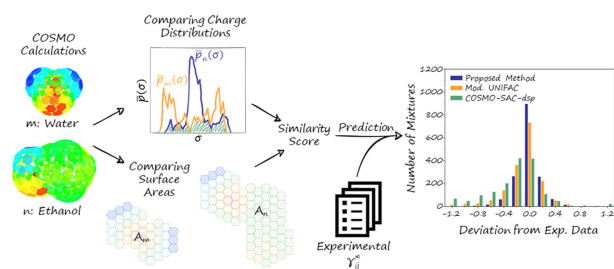 COSMO
Calculations
m: Water
n: Ethanol
Comparing Charge
Distributions
p̅(σ)
p̅ₘ(σ)
p̅ₙ(σ)
σ
Comparing
Surface
Areas
Aₘ
Aₙ
Similarity
Score
Prediction
Experimental
Number of Mixtures
1200
1000
800
600
400
200
0
Proposed Method
Mod. UNIFAC
COSMO-SAC-dsp
-1.2
-0.8
-0.4
0.0
0.4
0.8
1.2
Deviation from Exp. Data